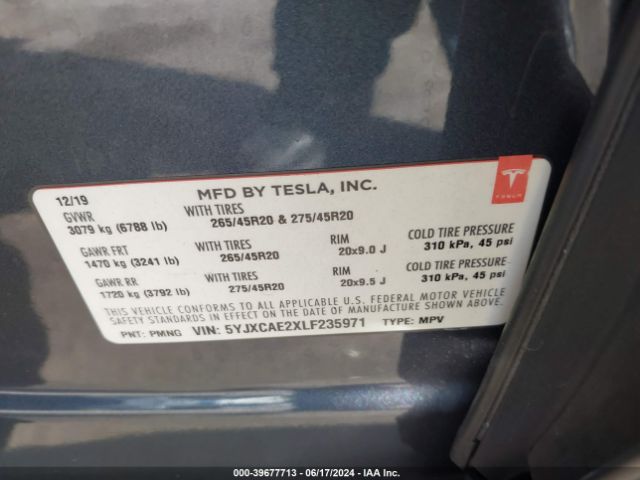 12/19 MFD BY TESLA, INC.
TESLA
GVWR WITH TIRES
3079 kg (6788 lb) 265/45R20 & 275/45R20
GAWR FRT WITH TIRES RIM COLD TIRE PRESSURE
1470 kg (3241 lb) 265/45R20 20x9.0 J 310 kPa, 45 psi
GAWR RR WITH TIRES RIM COLD TIRE PRESSURE
1720 kg (3792 lb) 275/45R20 20x9.5 J 310 kPa, 45 psi
THIS VEHICLE CONFORMS TO ALL APPLICABLE U.S. FEDERAL MOTOR VEHICLE
SAFETY STANDARDS IN EFFECT ON THE DATE OF MANUFACTURE SHOWN ABOVE.
PNT: PMNG VIN: 5YJXCAE2XLF235971 TYPE: MPV
000-39677713 - 06/17/2024 - IAA Inc.